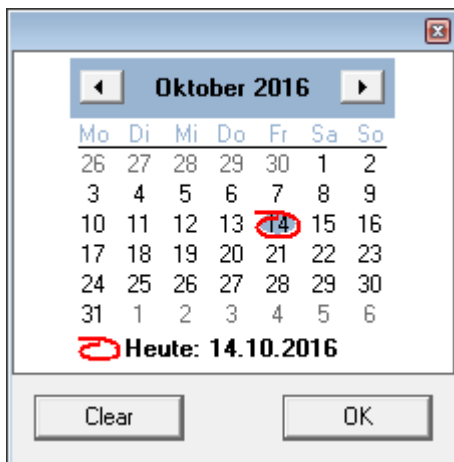 Oktober 2016
Mo Di Mi Do Fr Sa So
26 27 28 29 30 1 2
3 4 5 6 7 8 9
10 11 12 13 14 15 16
17 18 19 20 21 22 23
24 25 26 27 28 29 30
31 1 2 3 4 5 6
Heute: 14.10.2016
Clear OK